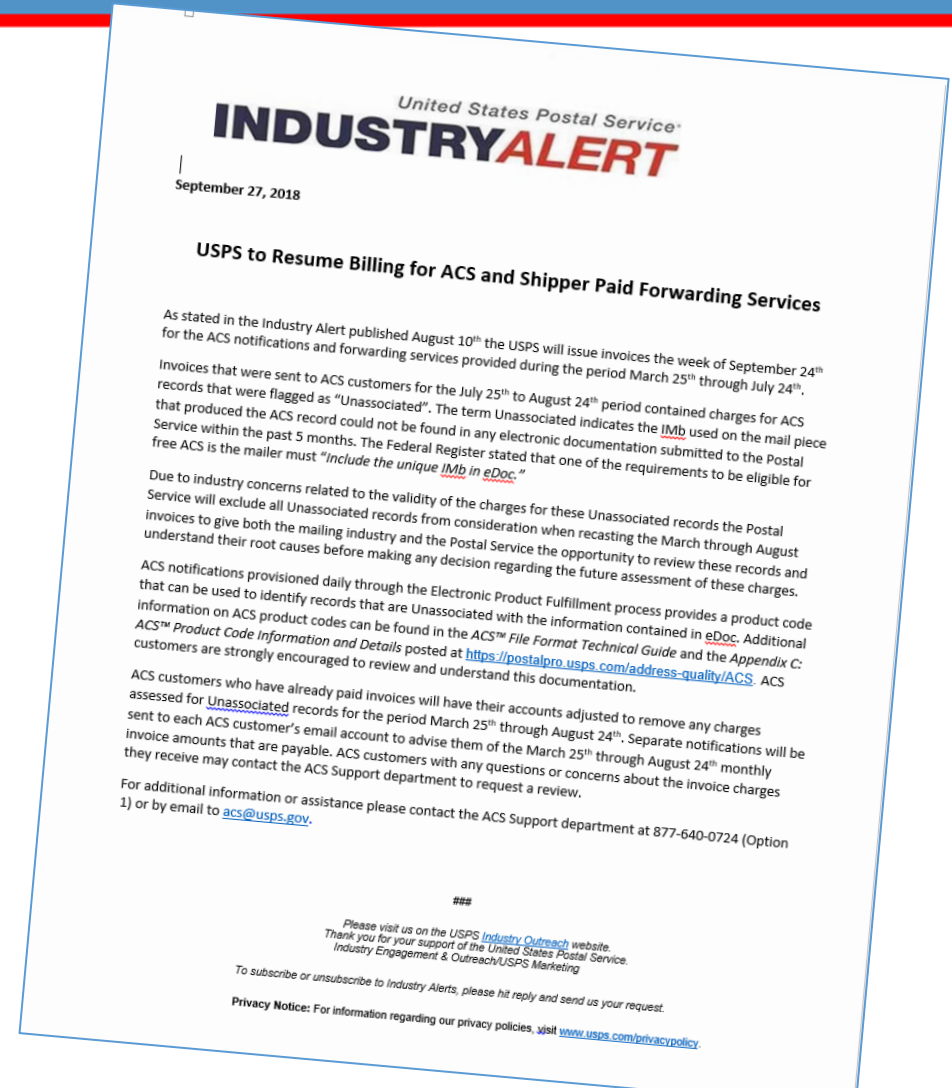 United States Postal Service
INDUSTRYALERT
September 27, 2018
USPS to Resume Billing for ACS and Shipper Paid Forwarding Services
As stated in the Industry Alert published August 10th the USPS will issue invoices the week of September 24th
for the ACS notifications and forwarding services provided during the period March 25th through July 24th.
Invoices that were sent to ACS customers for the July 25th to August 24th period contained charges for ACS
records that were flagged as “Unassociated”. The term Unassociated indicates the IMb used on the mail piece
that produced the ACS record could not be found in any electronic documentation submitted to the Postal
Service within the past 5 months. The Federal Register stated that one of the requirements to be eligible for
free ACS is the mailer must “Include the unique IMb in eDoc.”
Due to industry concerns related to the validity of the charges for these Unassociated records the Postal
Service will exclude all Unassociated records from consideration when recasting the March through August
invoices to give both the mailing industry and the Postal Service the opportunity to review these records and
understand their root causes before making any decision regarding the future assessment of these charges.
ACS notifications provisioned daily through the Electronic Product Fulfillment process provides a product code
that can be used to identify records that are Unassociated with the information contained in eDoc. Additional
information on ACS product codes can be found in the ACS™ File Format Technical Guide and the Appendix C:
ACS™ Product Code Information and Details posted at https://postalpro.usps.com/address-quality/ACS. ACS
customers are strongly encouraged to review and understand this documentation.
ACS customers who have already paid invoices will have their accounts adjusted to remove any charges
assessed for Unassociated records for the period March 25th through August 24th. Separate notifications will be
sent to each ACS customer’s email account to advise them of the March 25th through August 24th monthly
invoice amounts that are payable. ACS customers with any questions or concerns about the invoice charges
they receive may contact the ACS Support department to request a review.
For additional information or assistance please contact the ACS Support department at 877-640-0724 (Option
1) or by email to acs@usps.gov.
###
Please visit us on the USPS Industry Outreach website.
Thank you for your support of the United States Postal Service.
Industry Engagement & Outreach/USPS Marketing
To subscribe or unsubscribe to Industry Alerts, please hit reply and send us your request.
Privacy Notice: For information regarding our privacy policies, visit www.usps.com/privacypolicy.